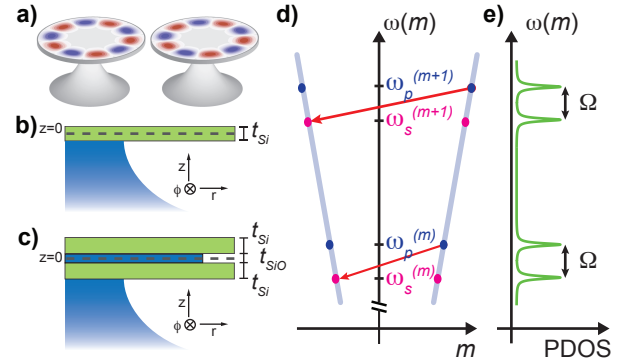 a)
b)
z=0
t_Si
z
ϕ
r
c)
t_Si
z=0
t_SiO
t_Si
z
ϕ
r
d)
ω(m)
ω_p^(m+1)
ω_s^(m+1)
ω_p^(m)
ω_s^(m)
m
e)
ω(m)
Ω
Ω
PDOS